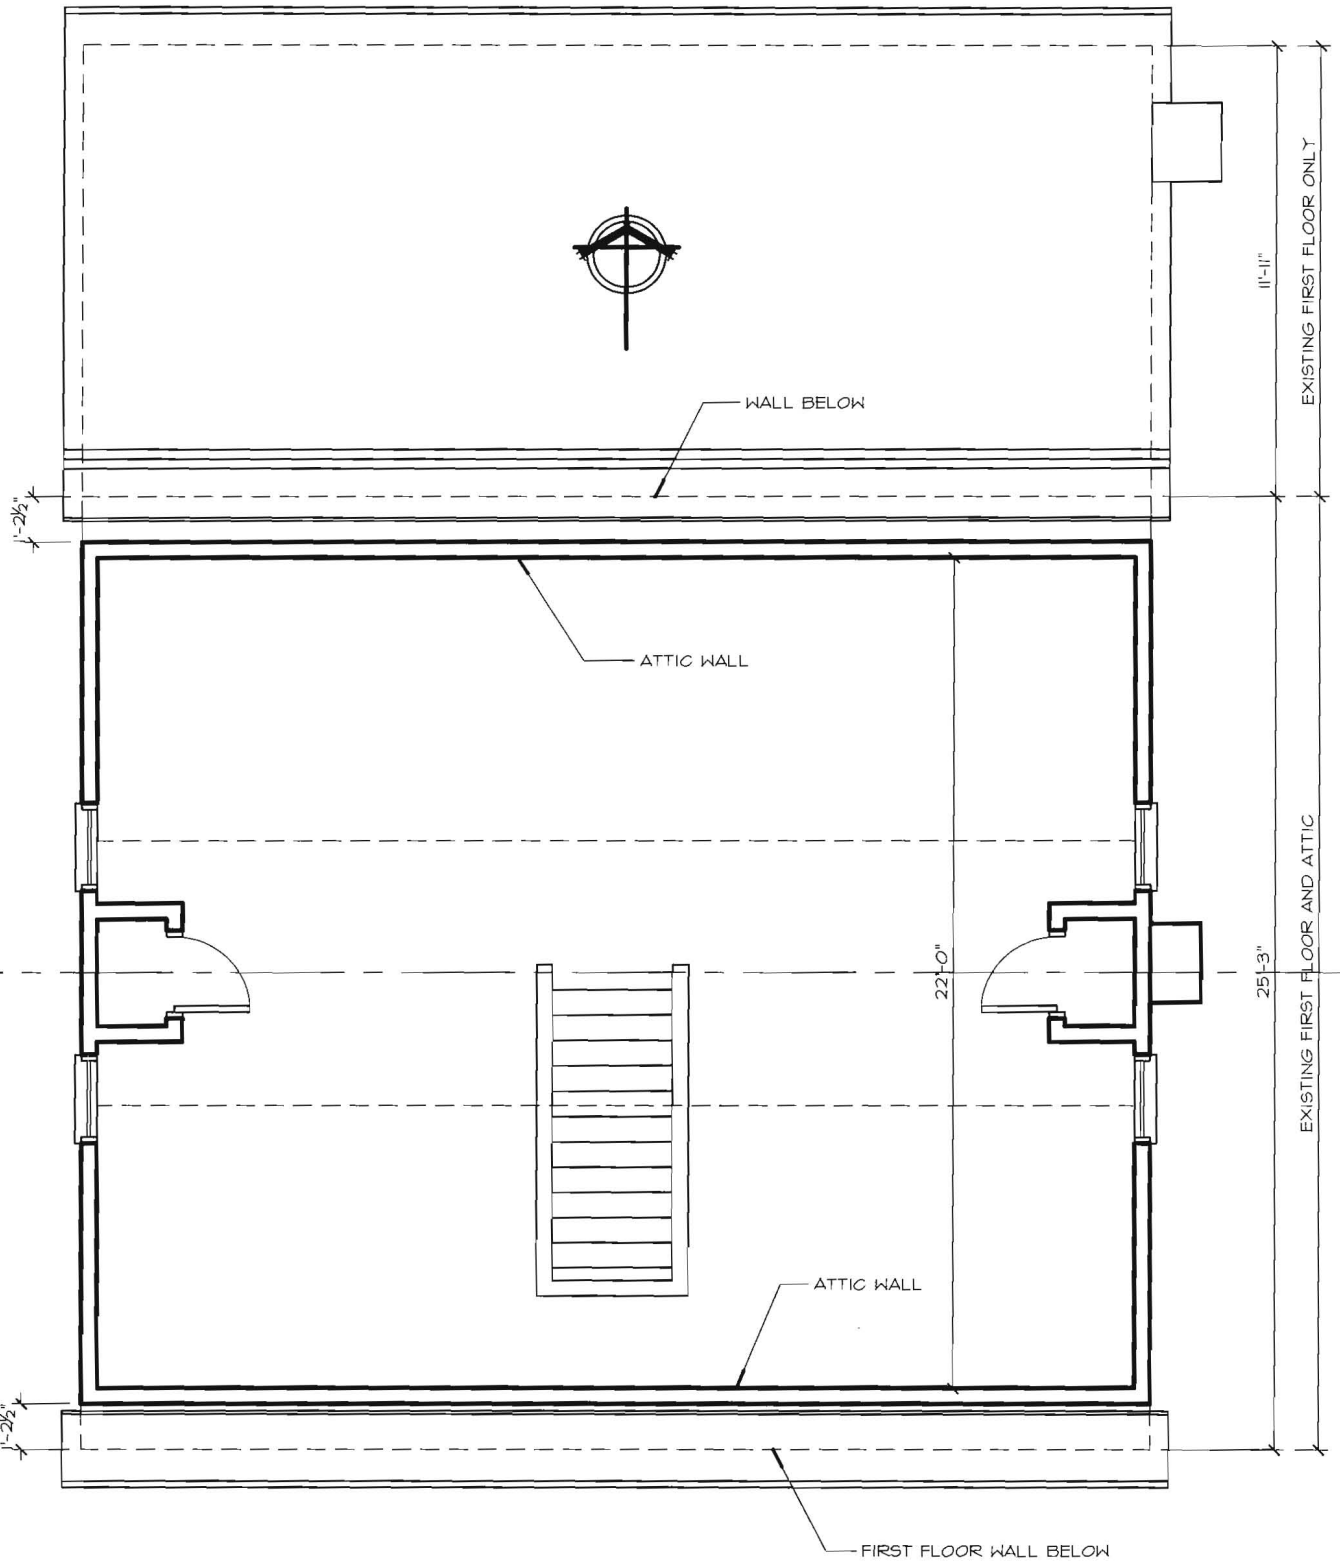 EXISTING FIRST FLOOR ONLY
11'-11"
WALL BELOW
1'-2½"
ATTIC WALL
EXISTING FIRST FLOOR AND ATTIC
22'-0"
25'-3"
ATTIC WALL
1'-2½"
FIRST FLOOR WALL BELOW